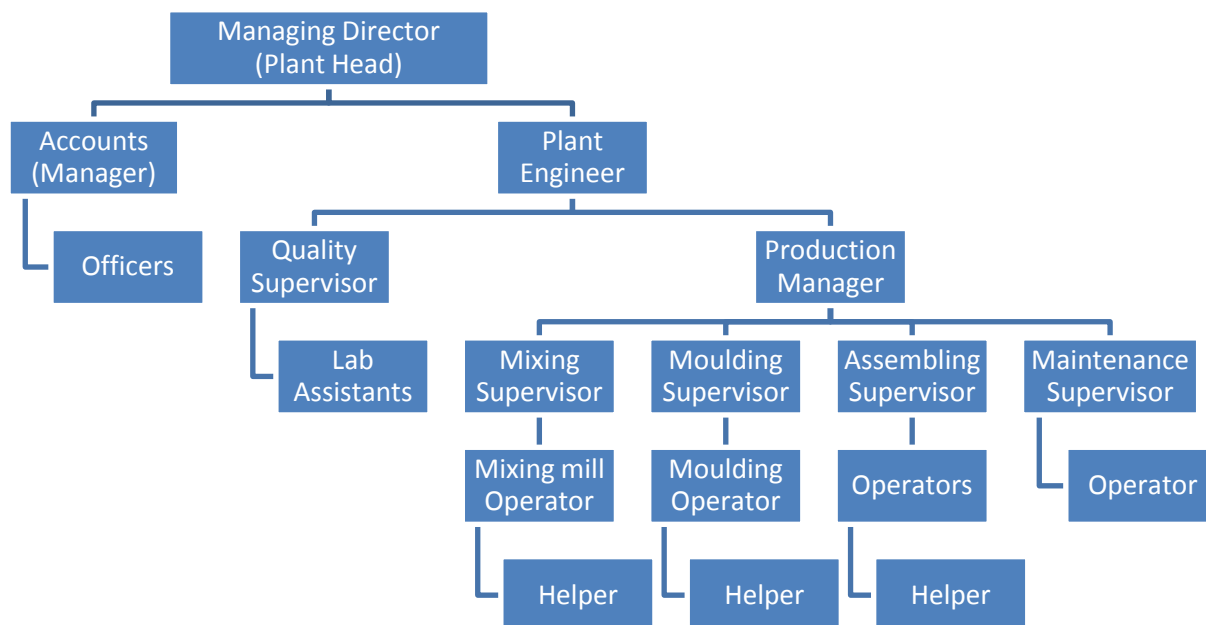 Managing Director
(Plant Head)
Accounts
(Manager)
Plant
Engineer
Officers
Quality
Supervisor
Production
Manager
Lab
Assistants
Mixing
Supervisor
Moulding
Supervisor
Assembling
Supervisor
Maintenance
Supervisor
Mixing mill
Operator
Moulding
Operator
Operators
Operator
Helper
Helper
Helper